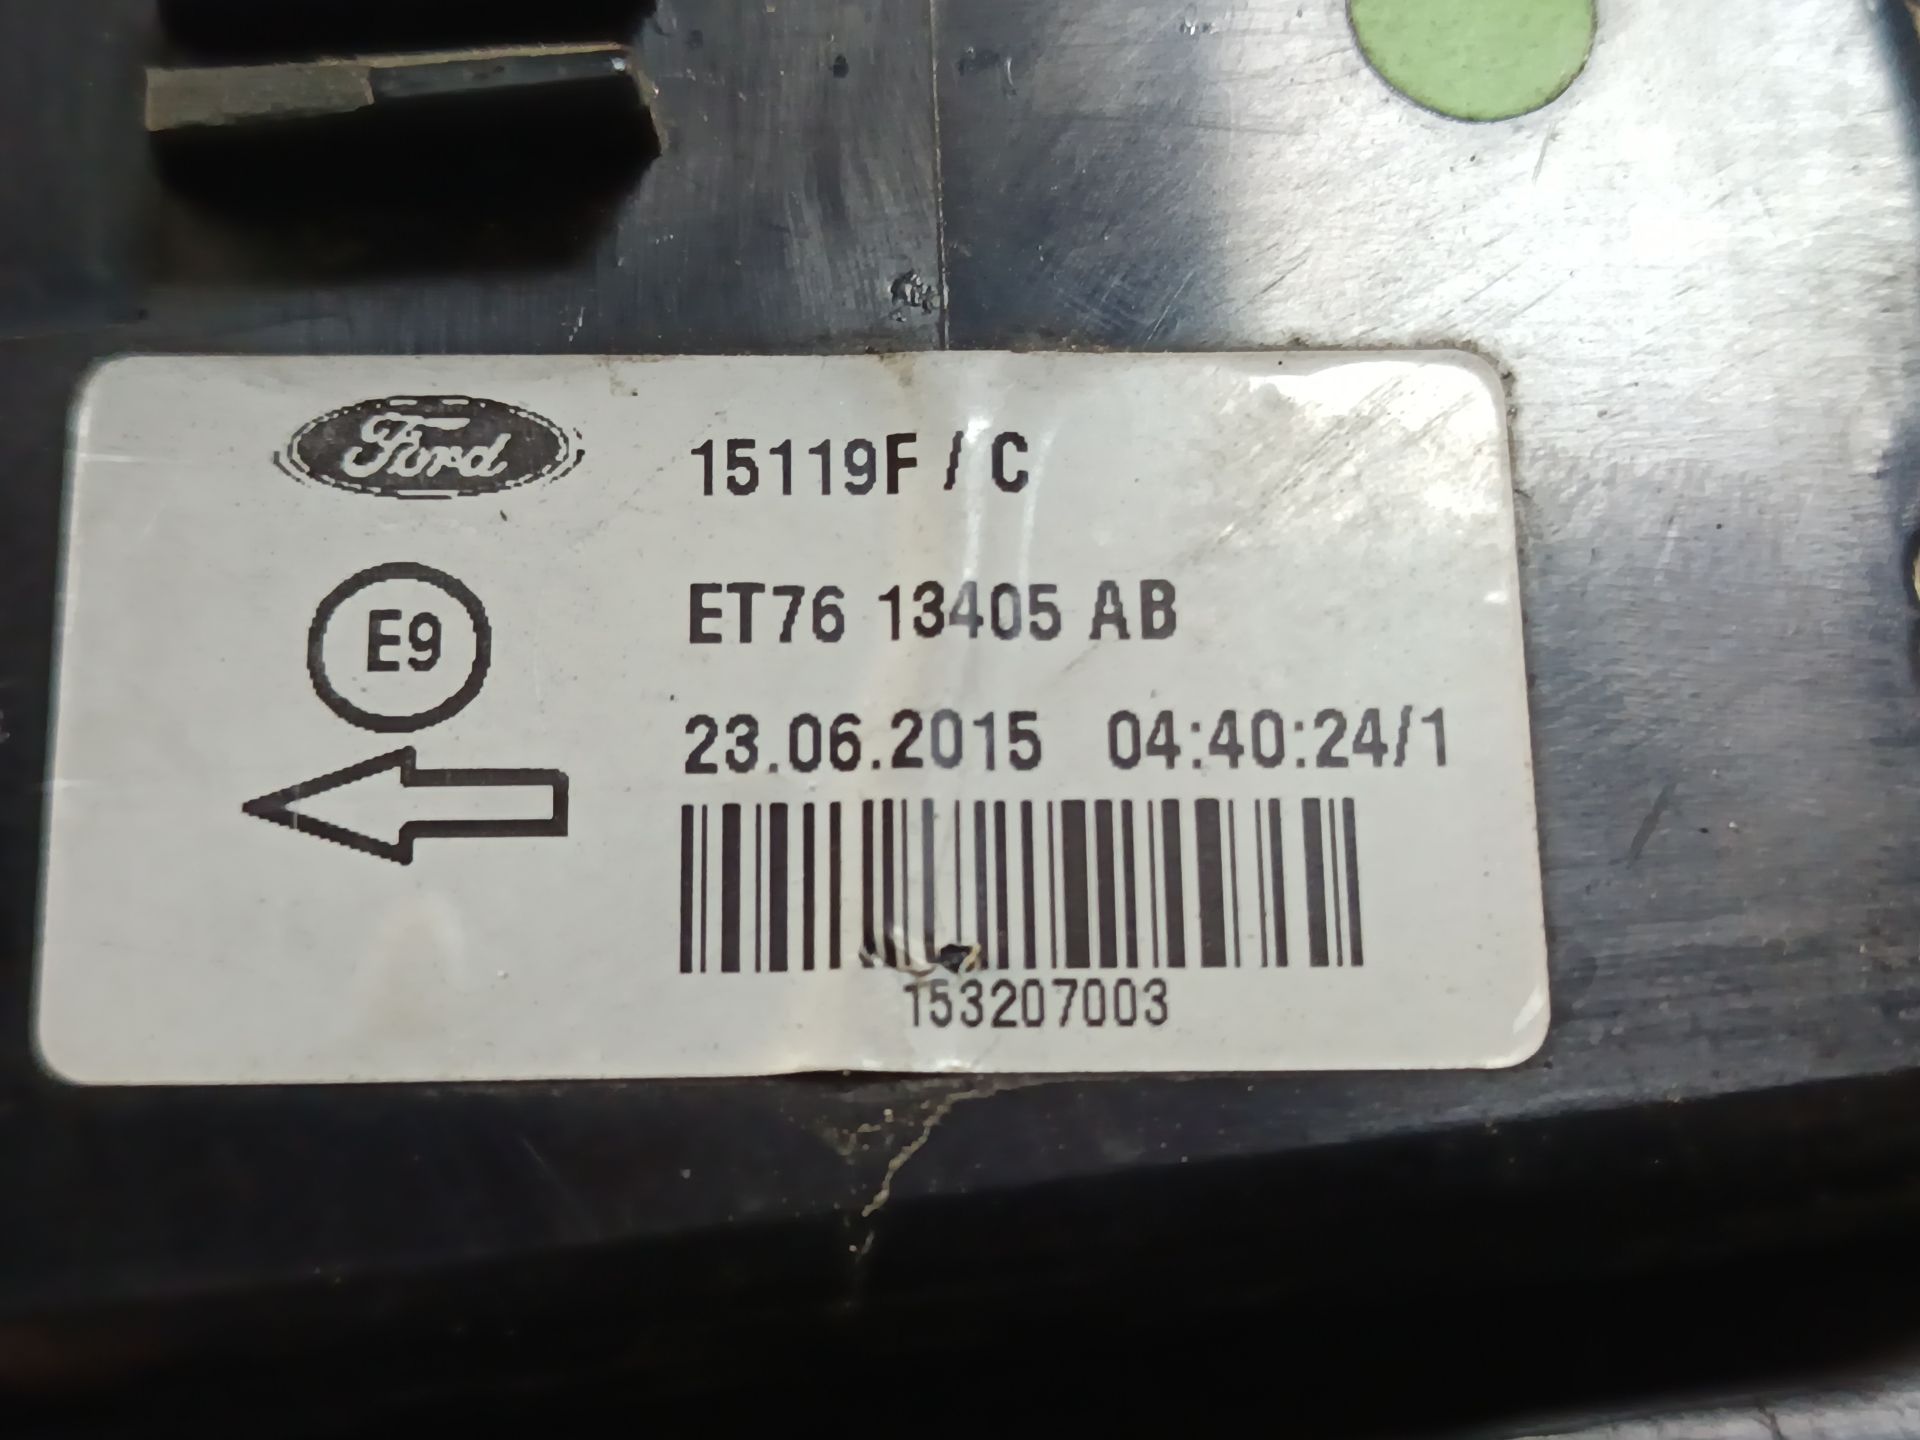 Ford
15119F / C
E9
ET76 13405 AB
23.06.2015 04:40:24/1
153207003